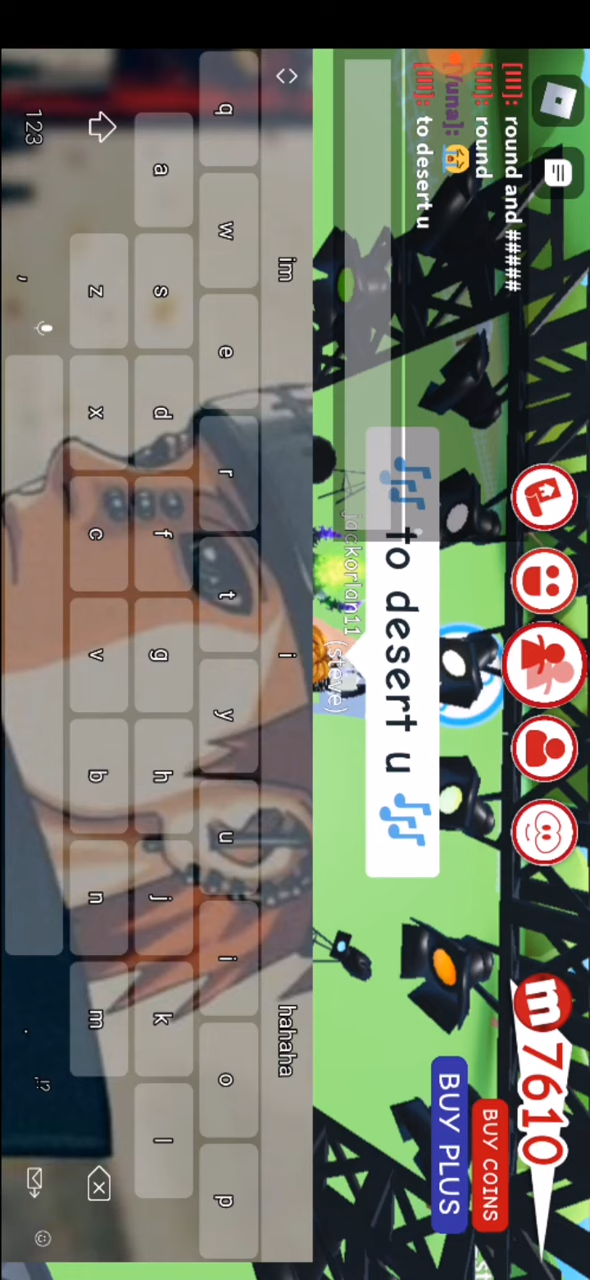 [lll]: round and #####
[lll]: round
[lll]: to desert u
♫ to desert u ♫
jackorlan11
(steve)
m 7610
BUY COINS
BUY PLUS
im
i
hahaha
q w e r t y u i o p
a s d f g h j k l
z x c v b n m
123
,
.
,!?